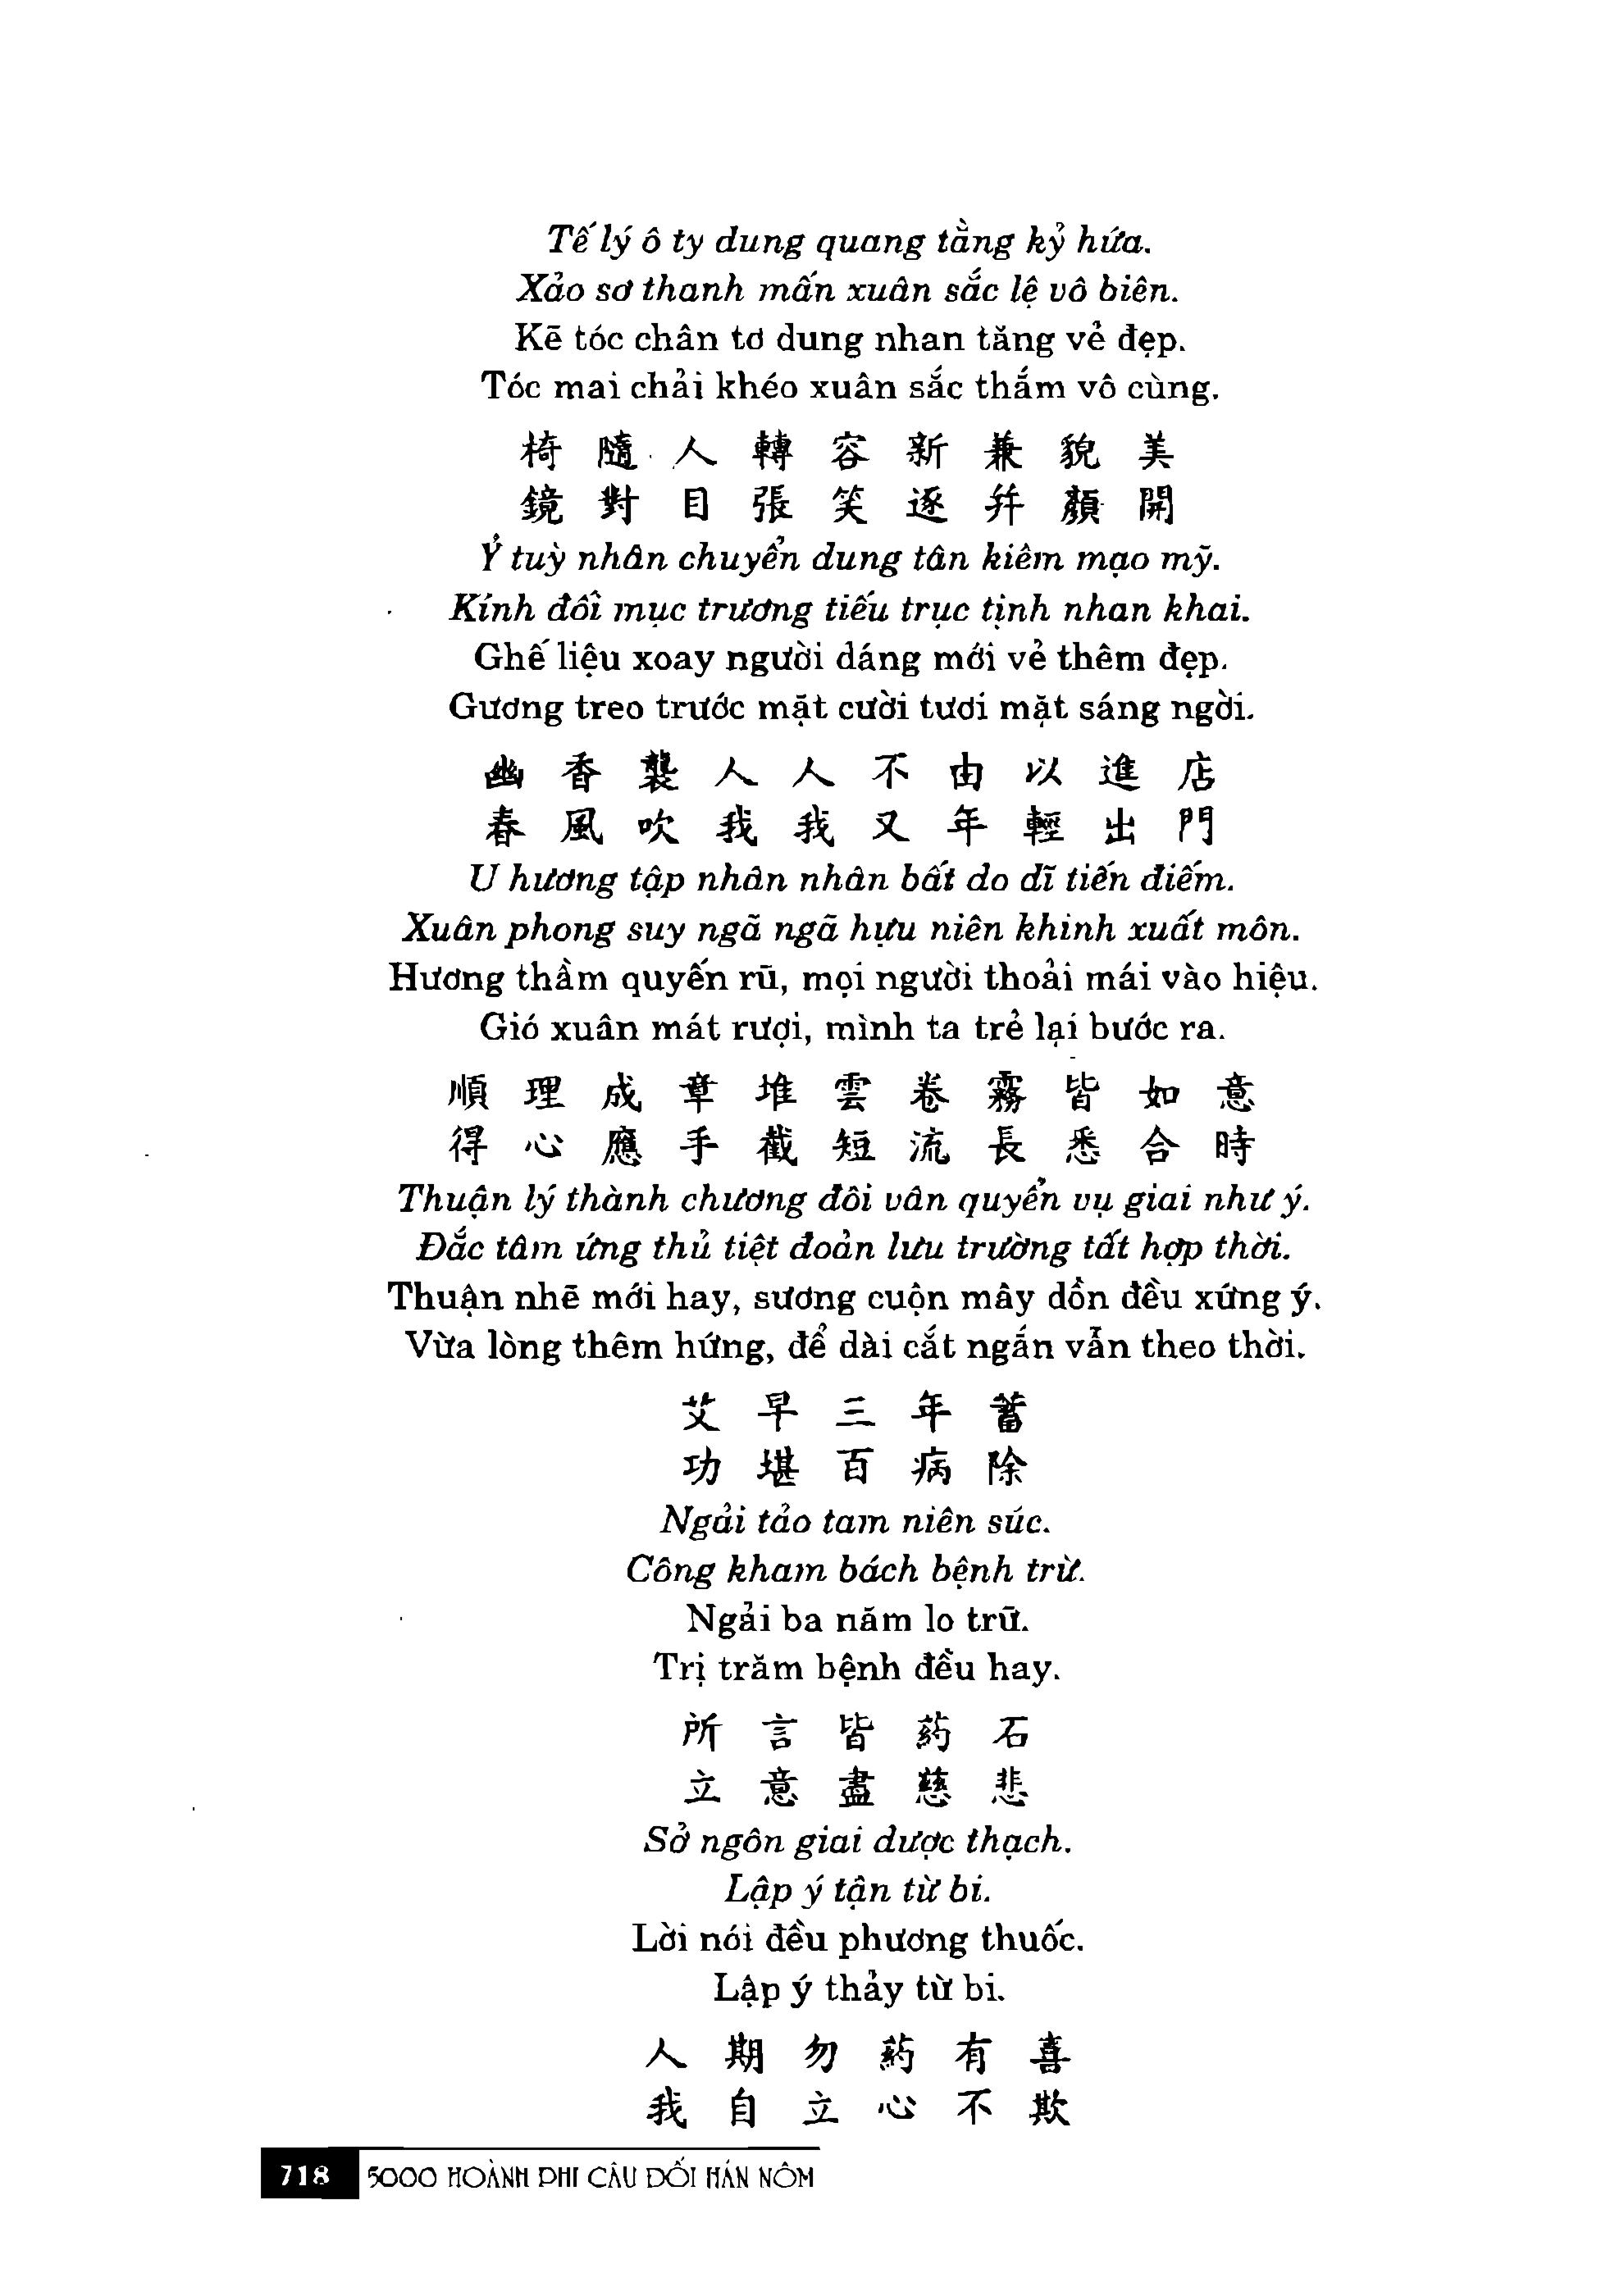 Tế lý ô ty dung quang tằng kỷ hứa.
Xảo sơ thanh mấn xuân sắc lệ vô biên.
Kẽ tóc chân tơ dung nhan tăng vẻ đẹp.
Tóc mai chải khéo xuân sắc thắm vô cùng.
椅隨人轉容新兼貌美
鏡對目張笑逐并顏開
Ỷ tuỳ nhân chuyển dung tân kiêm mạo mỹ.
Kính đối mục trương tiếu trục tịnh nhan khai.
Ghế liệu xoay người dáng mới vẻ thêm đẹp.
Gương treo trước mặt cười tươi mặt sáng ngời.
幽香襲人人不由以進店
春風吹我我又年輕出門
U hương tập nhân nhân bất do dĩ tiến điếm.
Xuân phong suy ngã ngã hựu niên khinh xuất môn.
Hương thầm quyến rũ, mọi người thoải mái vào hiệu.
Gió xuân mát rượi, mình ta trẻ lại bước ra.
順理成章堆雲卷霧皆如意
得心應手截短流長悉合時
Thuận lý thành chương đôi vân quyển vụ giai như ý.
Đắc tâm ứng thủ tiệt đoản lưu trường tất hợp thời.
Thuận nhẽ mới hay, sương cuộn mây dồn đều xứng ý.
Vừa lòng thêm hứng, để dài cắt ngắn vẫn theo thời.
艾早三年蓄
功堪百病除
Ngải tảo tam niên súc.
Công kham bách bệnh trừ.
Ngải ba năm lo trữ.
Trị trăm bệnh đều hay.
所言皆药石
立意盡慈悲
Sở ngôn giai dược thạch.
Lập ý tận từ bi.
Lời nói đều phương thuốc.
Lập ý thảy từ bi.
人期勿药有喜
我自立心不欺
718 5000 HOÀNH PHI CÂU ĐỐI HÁN NÔM